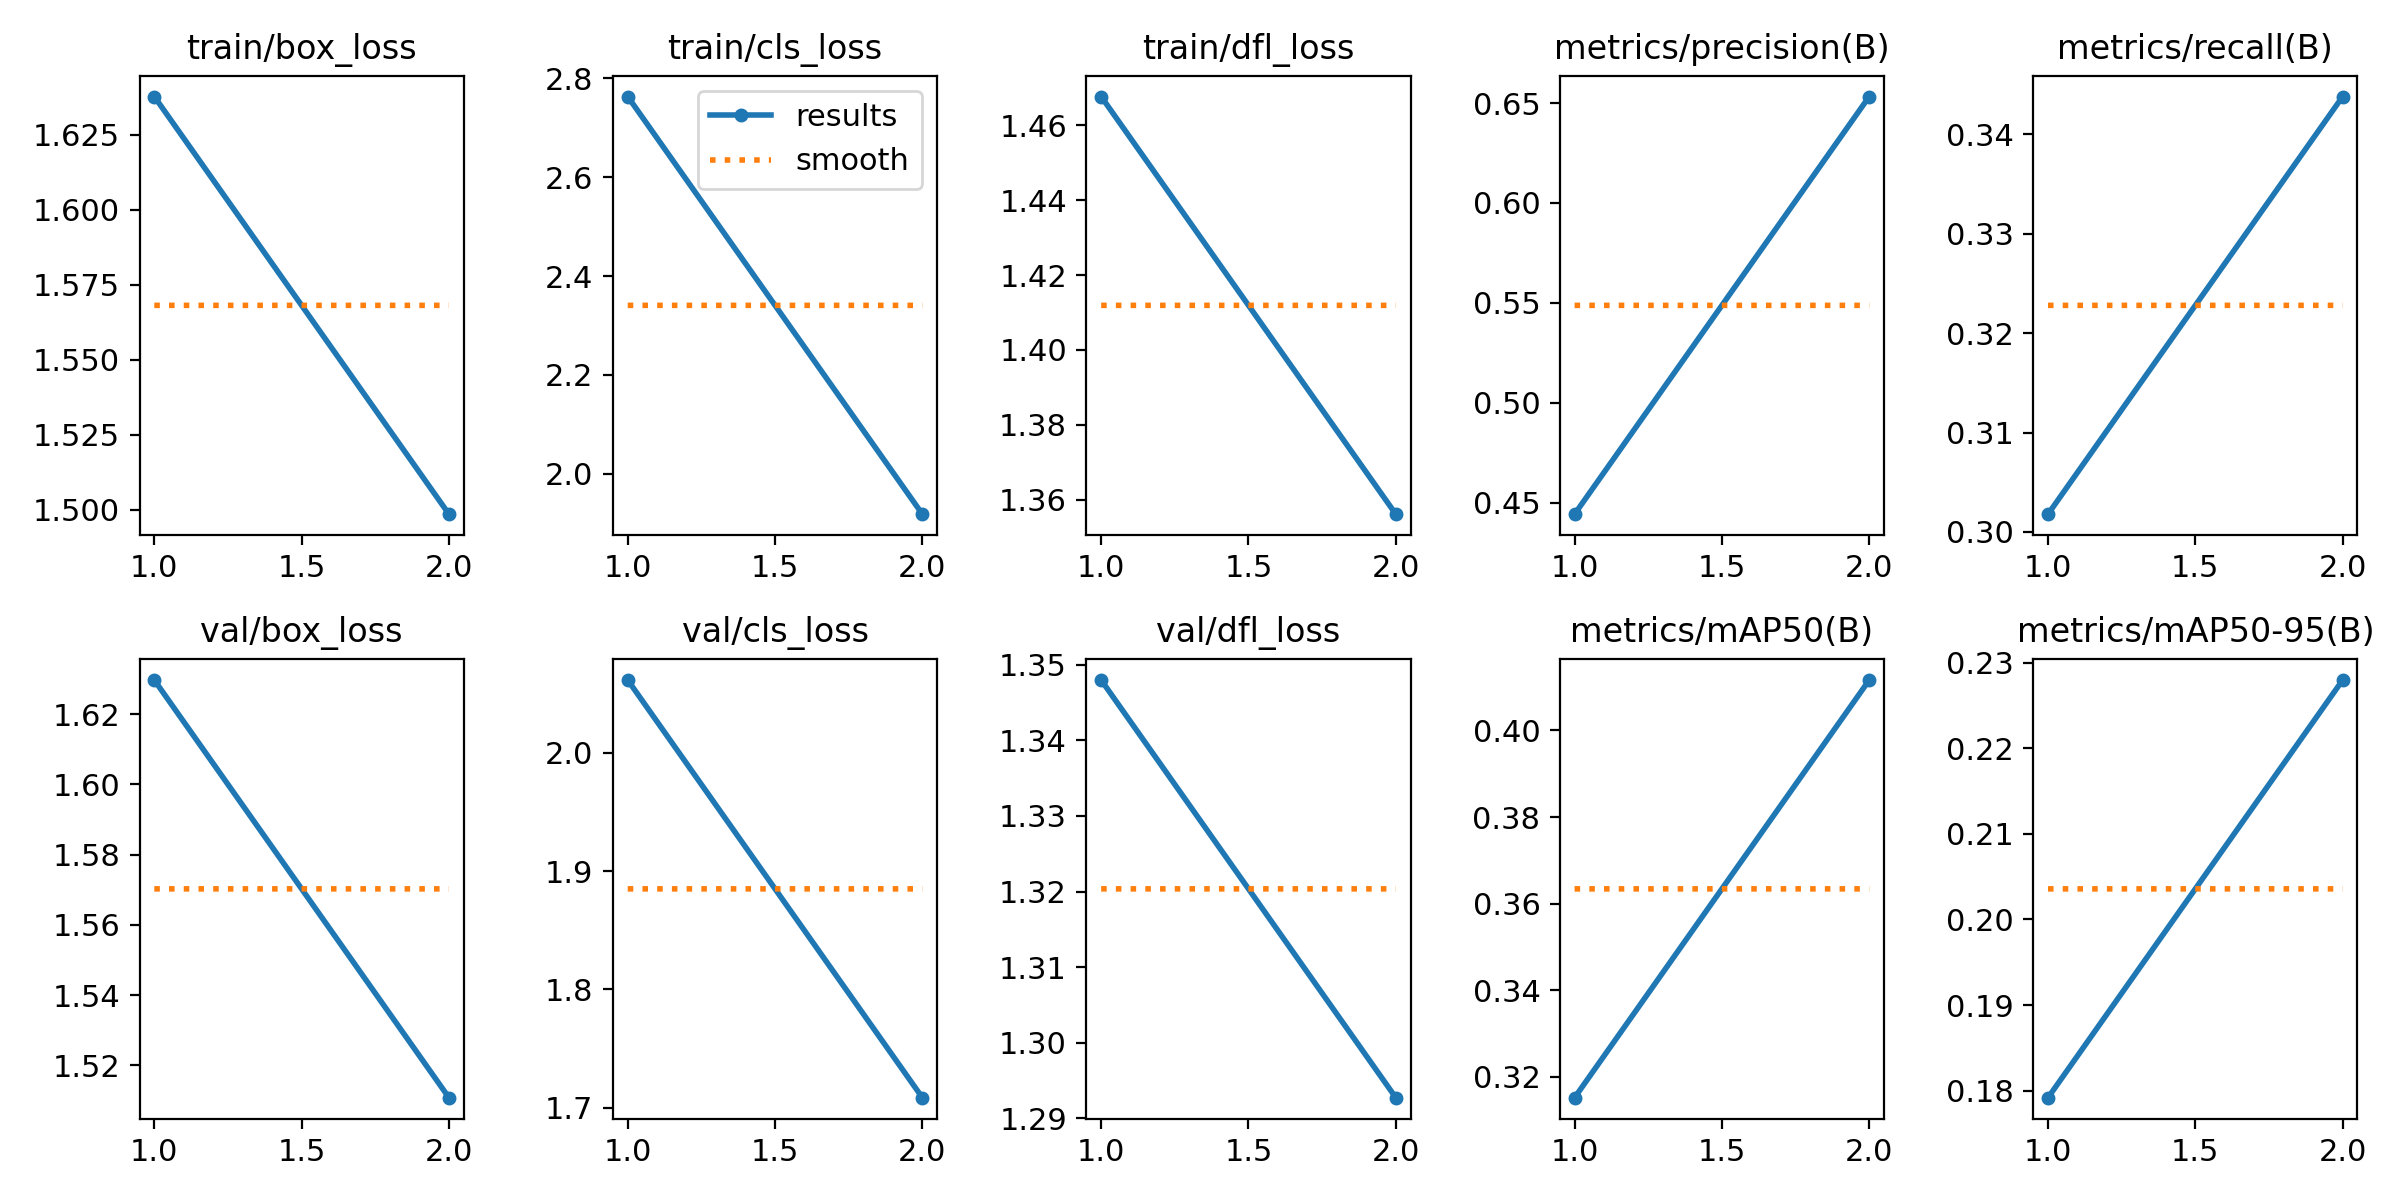 train/box_loss
1.625
1.600
1.575
1.550
1.525
1.500
1.0 1.5 2.0
train/cls_loss
2.8
2.6
2.4
2.2
2.0
results
smooth
1.0 1.5 2.0
train/dfl_loss
1.46
1.44
1.42
1.40
1.38
1.36
1.0 1.5 2.0
metrics/precision(B)
0.65
0.60
0.55
0.50
0.45
1.0 1.5 2.0
metrics/recall(B)
0.34
0.33
0.32
0.31
0.30
1.0 1.5 2.0
val/box_loss
1.62
1.60
1.58
1.56
1.54
1.52
1.0 1.5 2.0
val/cls_loss
2.0
1.9
1.8
1.7
1.0 1.5 2.0
val/dfl_loss
1.35
1.34
1.33
1.32
1.31
1.30
1.29
1.0 1.5 2.0
metrics/mAP50(B)
0.40
0.38
0.36
0.34
0.32
1.0 1.5 2.0
metrics/mAP50-95(B)
0.23
0.22
0.21
0.20
0.19
0.18
1.0 1.5 2.0